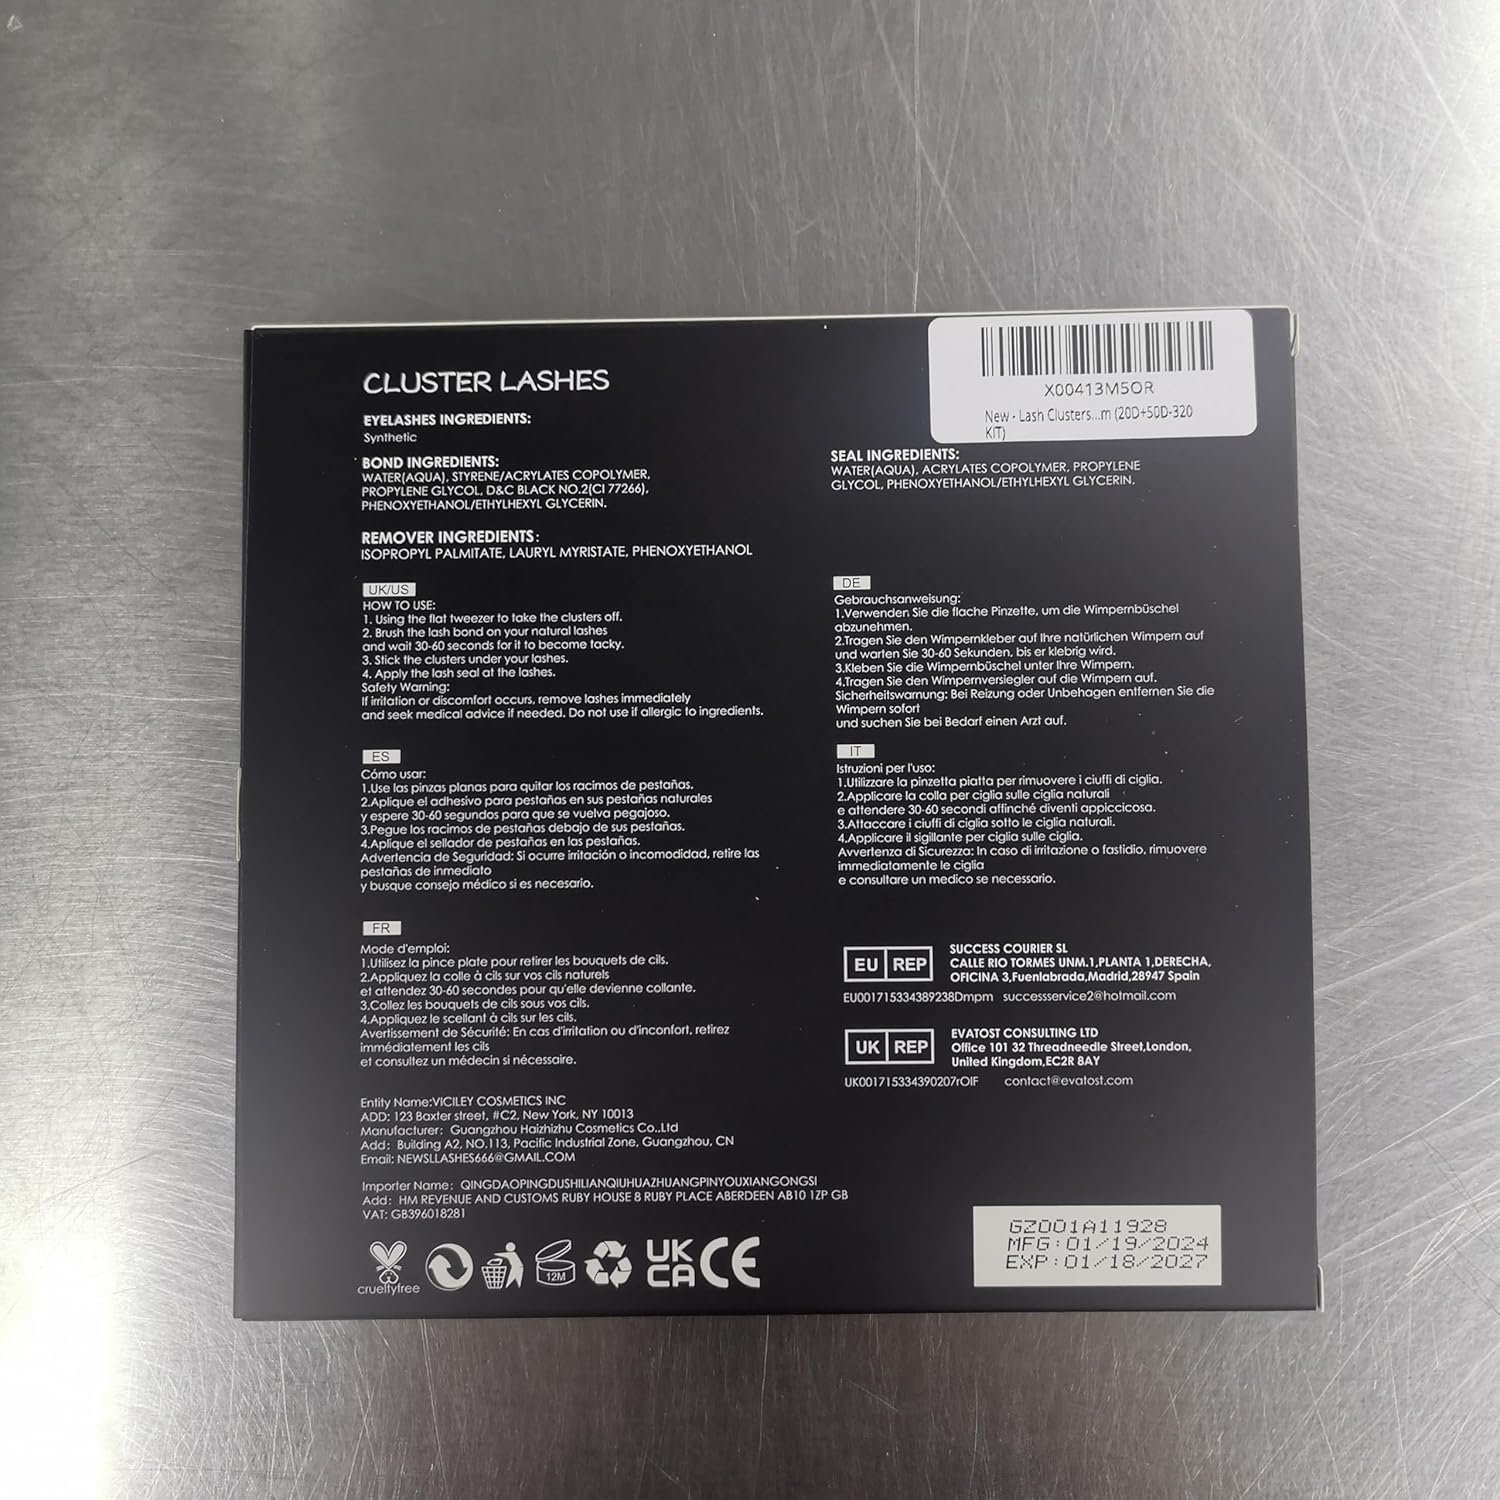 X00413M5OR
New - Lash Clusters...m (20D+50D-320
KIT)
CLUSTER LASHES
EYELASHES INGREDIENTS:
Synthetic
BOND INGREDIENTS:
WATER(AQUA), STYRENE/ACRYLATES COPOLYMER,
PROPYLENE GLYCOL, D&C BLACK NO.2(CI 77266),
PHENOXYETHANOL/ETHYLHEXYL GLYCERIN.
SEAL INGREDIENTS:
WATER(AQUA), ACRYLATES COPOLYMER, PROPYLENE
GLYCOL, PHENOXYETHANOL/ETHYLHEXYL GLYCERIN.
REMOVER INGREDIENTS:
ISOPROPYL PALMITATE, LAURYL MYRISTATE, PHENOXYETHANOL
UK/US
HOW TO USE:
1. Using the flat tweezer to take the clusters off.
2. Brush the lash bond on your natural lashes
and wait 30-60 seconds for it to become tacky.
3. Stick the clusters under your lashes.
4. Apply the lash seal at the lashes.
Safety Warning:
If irritation or discomfort occurs, remove lashes immediately
and seek medical advice if needed. Do not use if allergic to ingredients.
DE
Gebrauchsanweisung:
1.Verwenden Sie die flache Pinzette, um die Wimpernbüschel
abzunehmen.
2.Tragen Sie den Wimpernkleber auf Ihre natürlichen Wimpern auf
und warten Sie 30-60 Sekunden, bis er klebrig wird.
3.Kleben Sie die Wimpernbüschel unter Ihre Wimpern.
4.Tragen Sie den Wimpernversiegler auf die Wimpern auf.
Sicherheitswarnung: Bei Reizung oder Unbehagen entfernen Sie die
Wimpern sofort
und suchen Sie bei Bedarf einen Arzt auf.
ES
Cómo usar:
1.Use las pinzas planas para quitar los racimos de pestañas.
2.Aplique el adhesivo para pestañas en sus pestañas naturales
y espere 30-60 segundos para que se vuelva pegajoso.
3.Pegue los racimos de pestañas debajo de sus pestañas.
4.Aplique el sellador de pestañas en las pestañas.
Advertencia de Seguridad: Si ocurre irritación o incomodidad, retire las
pestañas de inmediato
y busque consejo médico si es necesario.
IT
Istruzioni per l'uso:
1.Utilizzare la pinzetta piatta per rimuovere i ciuffi di ciglia.
2.Applicare la colla per ciglia sulle ciglia naturali
e attendere 30-60 secondi affinché diventi appiccicosa.
3.Attaccare i ciuffi di ciglia sotto le ciglia naturali.
4.Applicare il sigillante per ciglia sulle ciglia.
Avvertenza di Sicurezza: In caso di irritazione o fastidio, rimuovere
immediatamente le ciglia
e consultare un medico se necessario.
FR
Mode d'emploi:
1.Utilisez la pince plate pour retirer les bouquets de cils.
2.Appliquez la colle à cils sur vos cils naturels
et attendez 30-60 secondes pour qu'elle devienne collante.
3.Collez les bouquets de cils sous vos cils.
4.Appliquez le scellant à cils sur les cils.
Avertissement de Sécurité: En cas d'irritation ou d'inconfort, retirez
immédiatement les cils
et consultez un médecin si nécessaire.
EU REP
SUCCESS COURIER SL
CALLE RIO TORMES UNM.1,PLANTA 1,DERECHA,
OFICINA 3,Fuenlabrada,Madrid,28947 Spain
EU001715334389238Dmpm successservice2@hotmail.com
UK REP
EVATOST CONSULTING LTD
Office 101 32 Threadneedle Street,London,
United Kingdom,EC2R 8AY
UK001715334390207rOIF contact@evatost.com
Entity Name:VICILEY COSMETICS INC
ADD: 123 Baxter street, #C2, New York, NY 10013
Manufacturer: Guangzhou Haizhizhu Cosmetics Co.,Ltd
Add: Building A2, NO.113, Pacific Industrial Zone, Guangzhou, CN
Email: NEWSLLASHES666@GMAIL.COM
Importer Name: QINGDAOPINGDUSHILIANQIUHUAZHUANGPINYOUXIANGONGSI
Add: HM REVENUE AND CUSTOMS RUBY HOUSE 8 RUBY PLACE ABERDEEN AB10 1ZP GB
VAT: GB396018281
crueltyfree
12M
UK
CA
CE
GZ001A11928
MFG:01/19/2024
EXP:01/18/2027